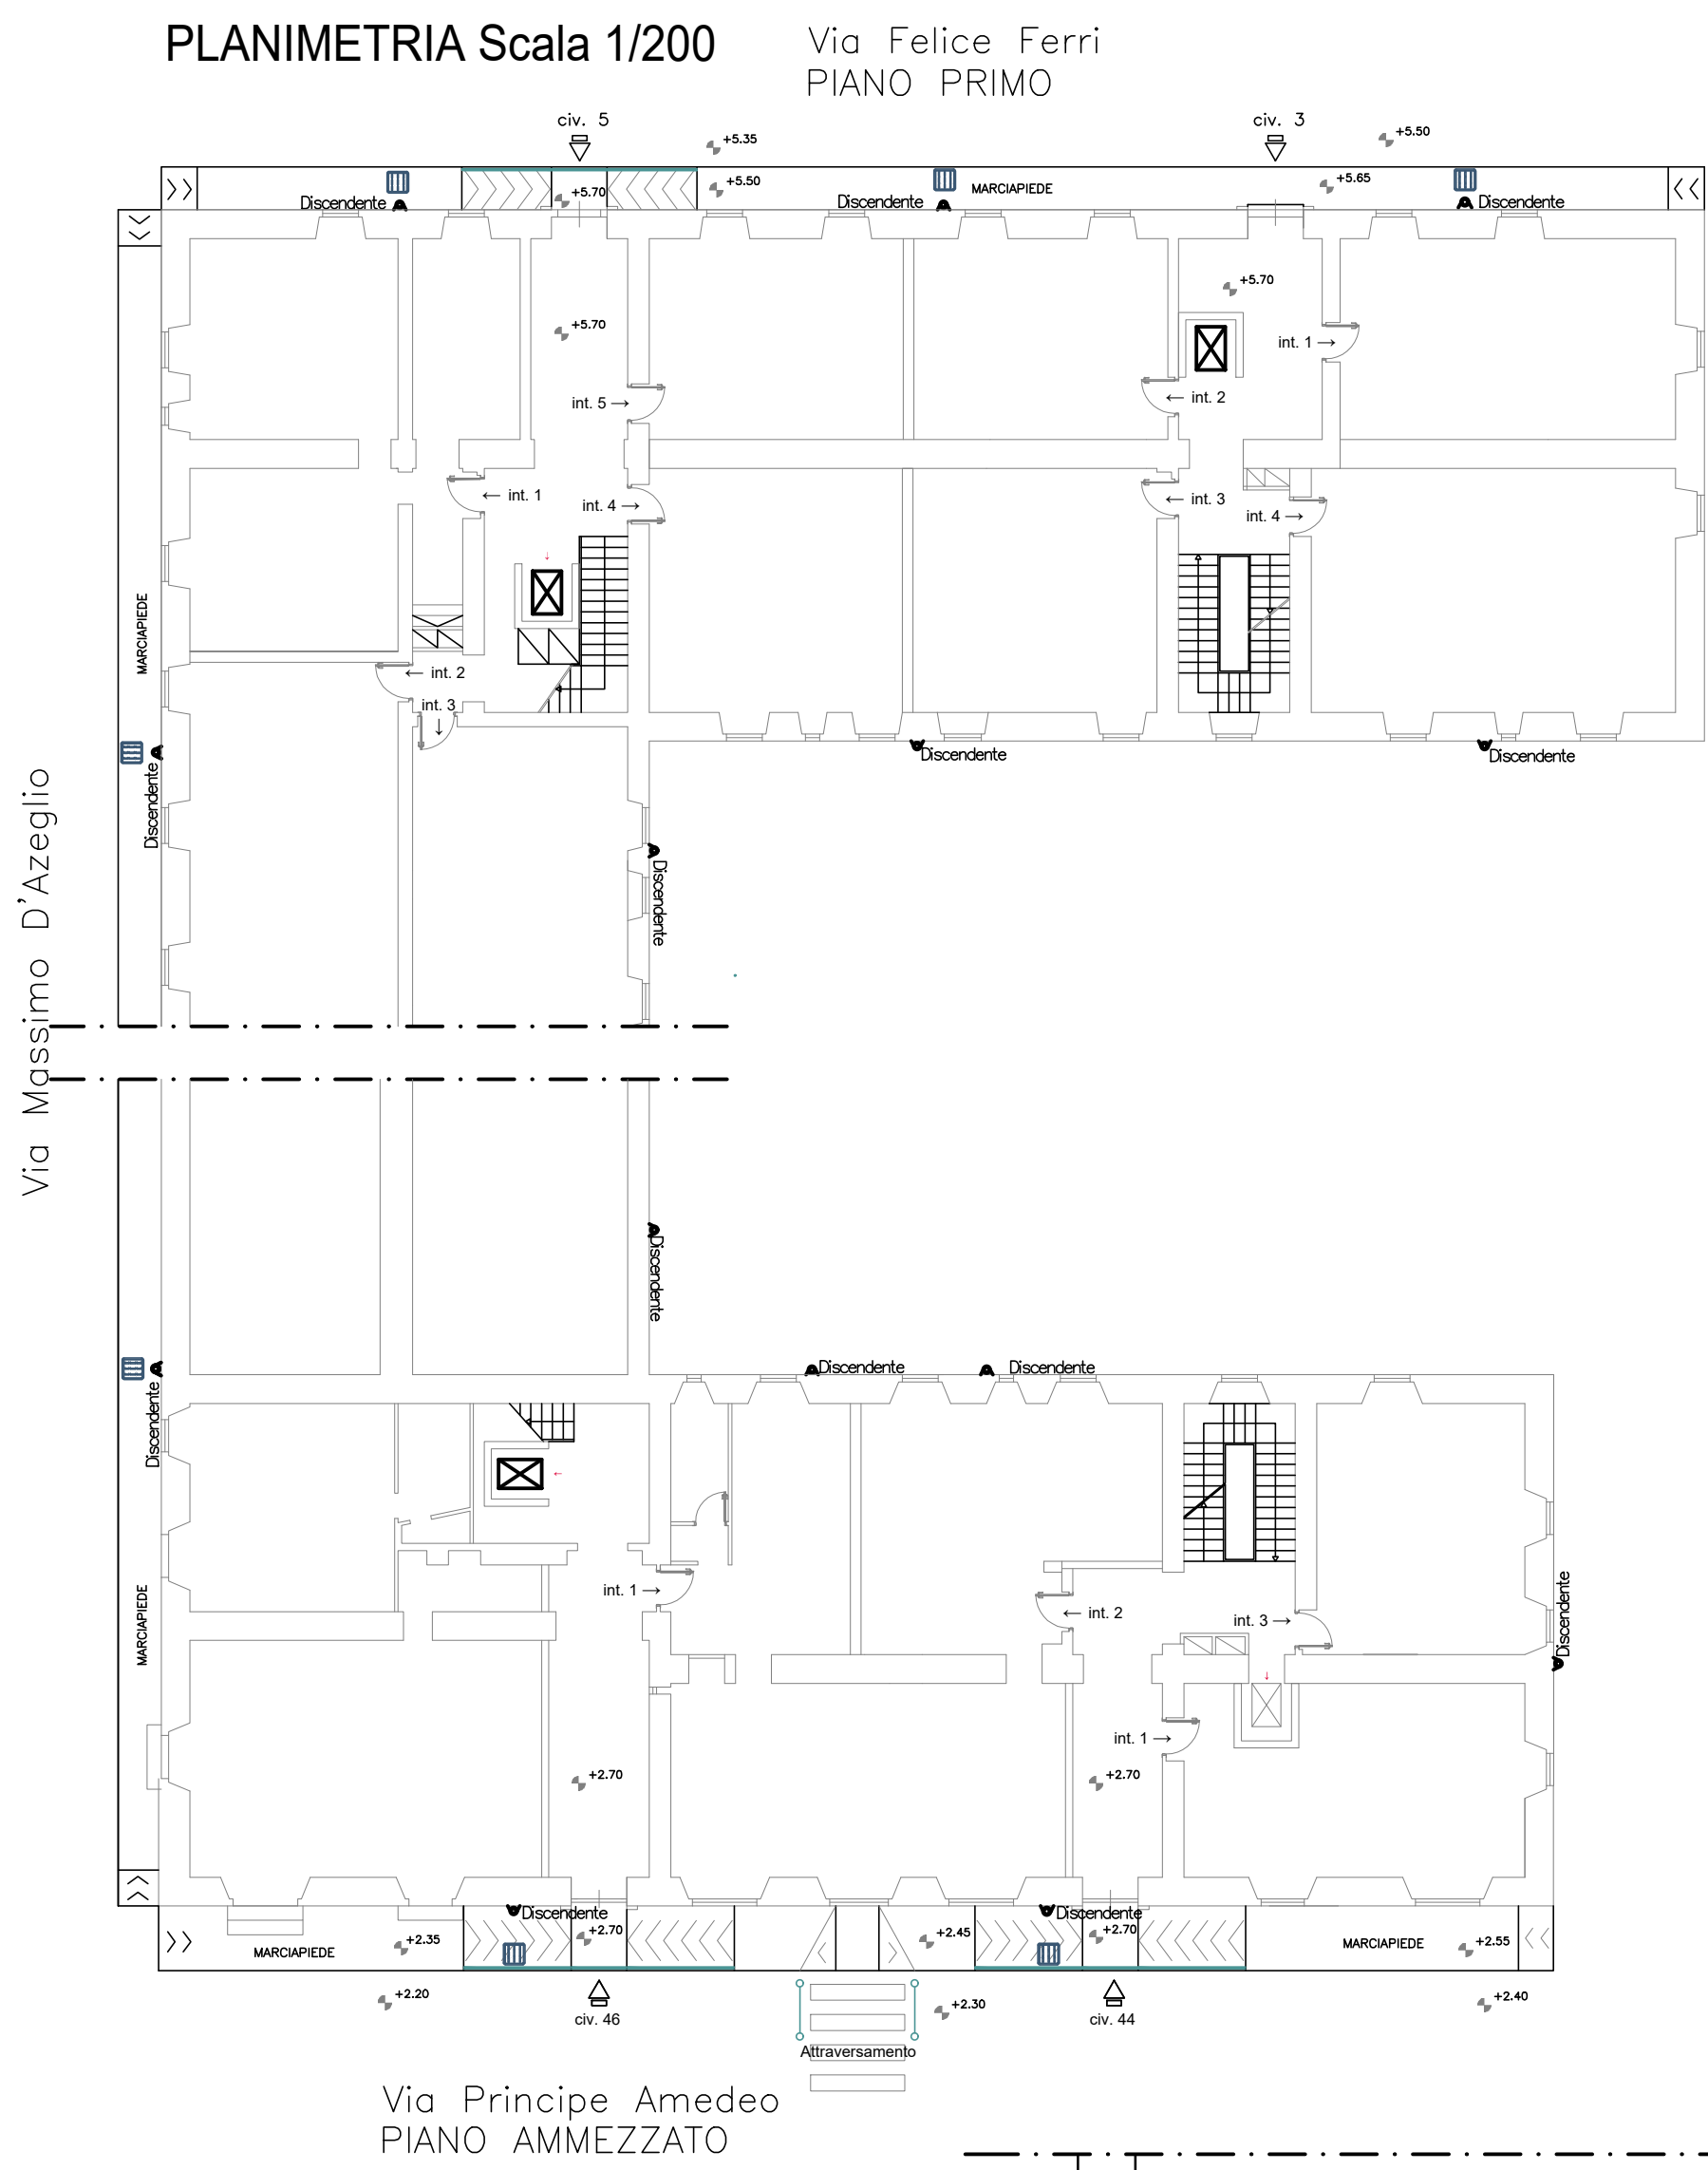 PLANIMETRIA Scala 1/200
Via Felice Ferri
PIANO PRIMO
civ. 5
civ. 3
+5.35
+5.50
+5.70
+5.50
MARCIAPIEDE
+5.65
Discendente
Discendente
Discendente
+5.70
+5.70
int. 1 →
int. 5 →
← int. 2
← int. 1
int. 4 →
← int. 3
int. 4 →
MARCIAPIEDE
← int. 2
int. 3
Discendente
Discendente
Discendente
Discendente
Via Massimo D'Azeglio
Discendente
Discendente
Discendente
Discendente
MARCIAPIEDE
int. 1 →
← int. 2
int. 3 →
Discendente
int. 1 →
+2.70
+2.70
Discendente
Discendente
MARCIAPIEDE
+2.35
+2.70
+2.45
+2.70
MARCIAPIEDE
+2.55
+2.20
civ. 46
+2.30
civ. 44
+2.40
Attraversamento
Via Principe Amedeo
PIANO AMMEZZATO